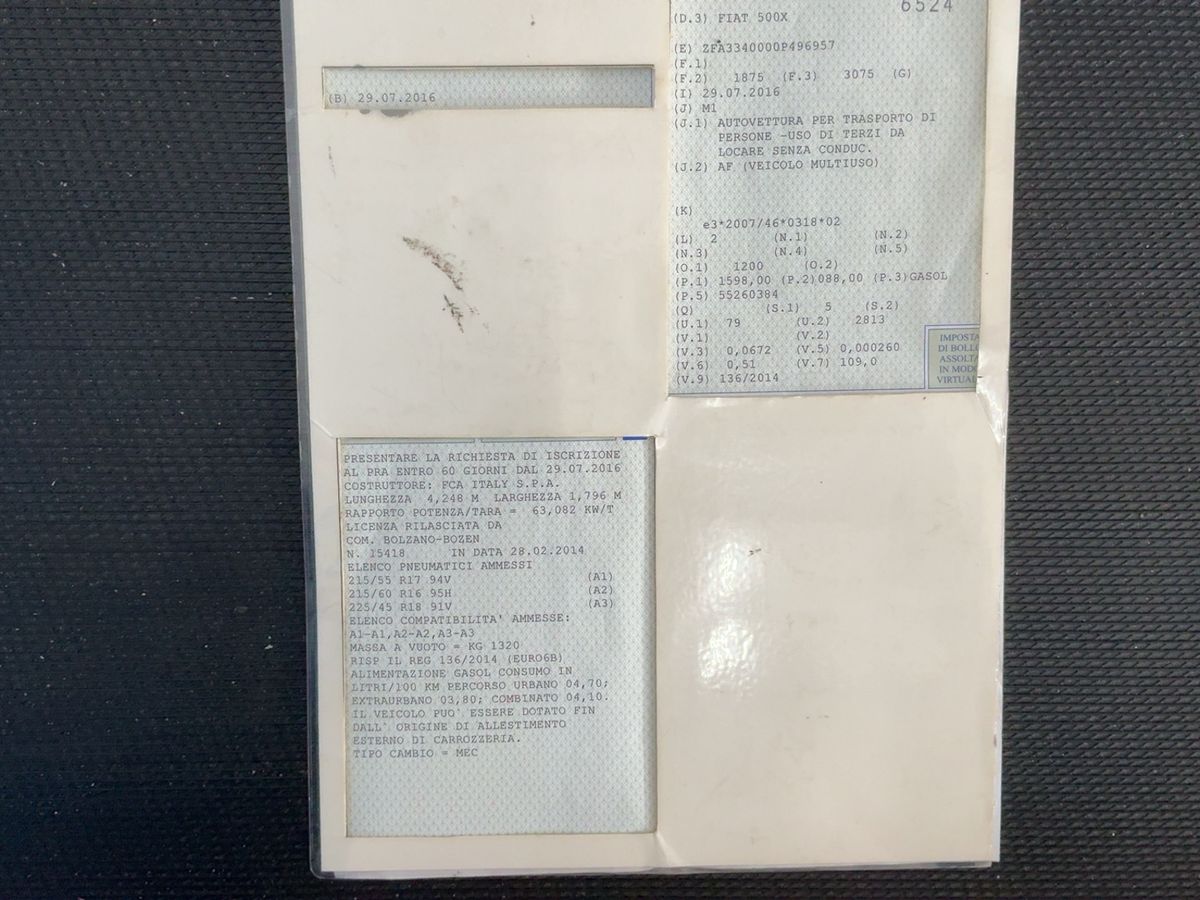 (B) 29.07.2016
6524
(D.3) FIAT 500X
(E) ZFA3340000P496957
(F.1)
(F.2) 1875 (F.3) 3075 (G)
(I) 29.07.2016
(J) M1
(J.1) AUTOVETTURA PER TRASPORTO DI
PERSONE -USO DI TERZI DA
LOCARE SENZA CONDUC.
(J.2) AF (VEICOLO MULTIUSO)
(K)
e3*2007/46*0318*02
(L) 2 (N.1) (N.2)
(N.3) (N.4) (N.5)
(O.1) 1200 (O.2)
(P.1) 1598,00 (P.2)088,00 (P.3)GASOL
(P.5) 55260384
(Q) (S.1) 5 (S.2)
(U.1) 79 (U.2) 2813
(V.1) (V.2)
(V.3) 0,0672 (V.5) 0,000260
(V.6) 0,51 (V.7) 109,0
(V.9) 136/2014
IMPOSTA
DI BOLLO
ASSOLTA
IN MODO
VIRTUAL
PRESENTARE LA RICHIESTA DI ISCRIZIONE
AL PRA ENTRO 60 GIORNI DAL 29.07.2016
COSTRUTTORE: FCA ITALY S.P.A.
LUNGHEZZA 4,248 M LARGHEZZA 1,796 M
RAPPORTO POTENZA/TARA = 63,082 KW/T
LICENZA RILASCIATA DA
COM. BOLZANO-BOZEN
N. 15418 IN DATA 28.02.2014
ELENCO PNEUMATICI AMMESSI
215/55 R17 94V (A1)
215/60 R16 95H (A2)
225/45 R18 91V (A3)
ELENCO COMPATIBILITA' AMMESSE:
A1-A1,A2-A2,A3-A3
MASSA A VUOTO = KG 1320
RISP IL REG 136/2014 (EURO6B)
ALIMENTAZIONE GASOL CONSUMO IN
LITRI/100 KM PERCORSO URBANO 04,70;
EXTRAURBANO 03,80; COMBINATO 04,10.
IL VEICOLO PUO' ESSERE DOTATO FIN
DALL' ORIGINE DI ALLESTIMENTO
ESTERNO DI CARROZZERIA.
TIPO CAMBIO = MEC